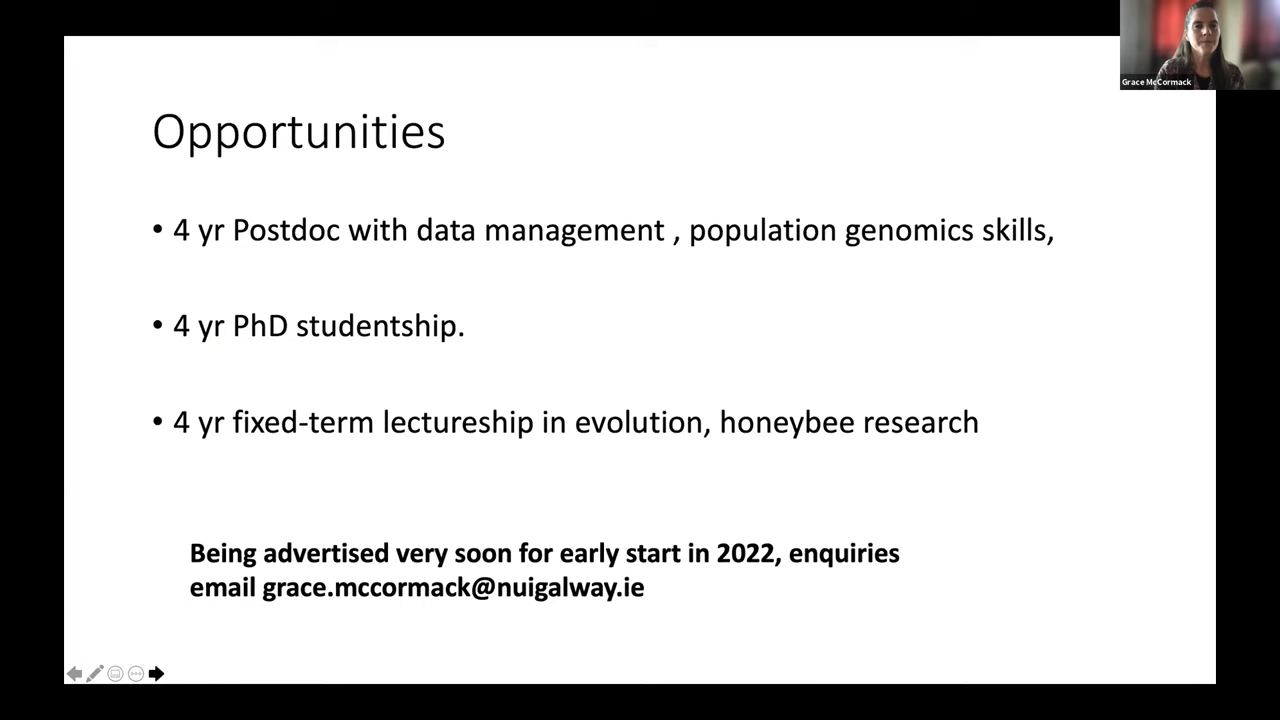 Grace McCormack
Opportunities
• 4 yr Postdoc with data management , population genomics skills,
• 4 yr PhD studentship.
• 4 yr fixed-term lectureship in evolution, honeybee research
Being advertised very soon for early start in 2022, enquiries
email grace.mccormack@nuigalway.ie